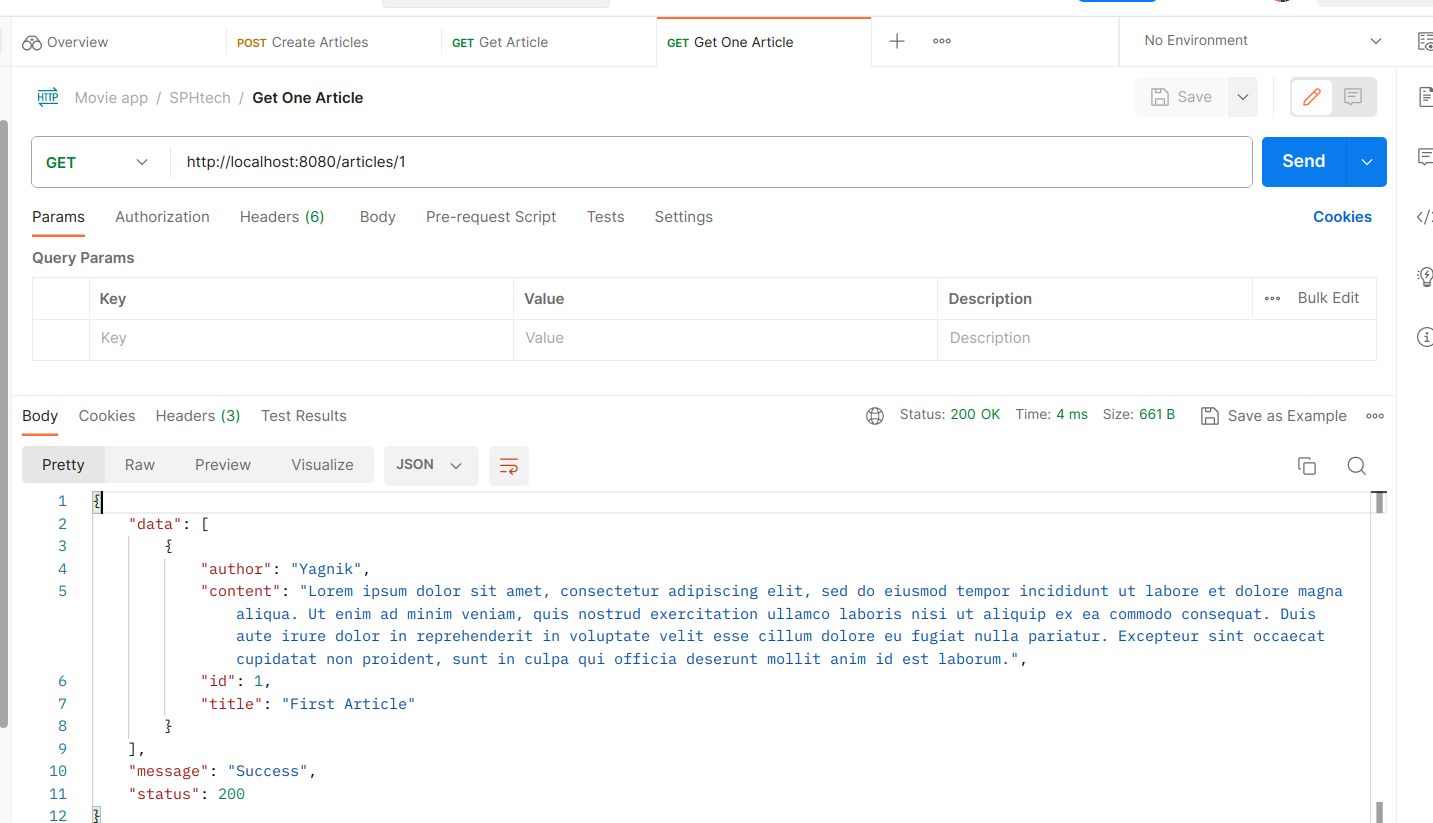 Overview
POST Create Articles
GET Get Article
GET Get One Article
No Environment
HTTP
Movie app / SPHtech / Get One Article
Save
GET
http://localhost:8080/articles/1
Send
Params Authorization Headers (6) Body Pre-request Script Tests Settings Cookies
Query Params
Key Value Description Bulk Edit
Key Value Description
Body Cookies Headers (3) Test Results Status: 200 OK Time: 4 ms Size: 661 B Save as Example
Pretty Raw Preview Visualize JSON
1 {
2 "data": [
3 {
4 "author": "Yagnik",
5 "content": "Lorem ipsum dolor sit amet, consectetur adipiscing elit, sed do eiusmod tempor incididunt ut labore et dolore magna
aliqua. Ut enim ad minim veniam, quis nostrud exercitation ullamco laboris nisi ut aliquip ex ea commodo consequat. Duis
aute irure dolor in reprehenderit in voluptate velit esse cillum dolore eu fugiat nulla pariatur. Excepteur sint occaecat
cupidatat non proident, sunt in culpa qui officia deserunt mollit anim id est laborum.",
6 "id": 1,
7 "title": "First Article"
8 }
9 ],
10 "message": "Success",
11 "status": 200
12 }